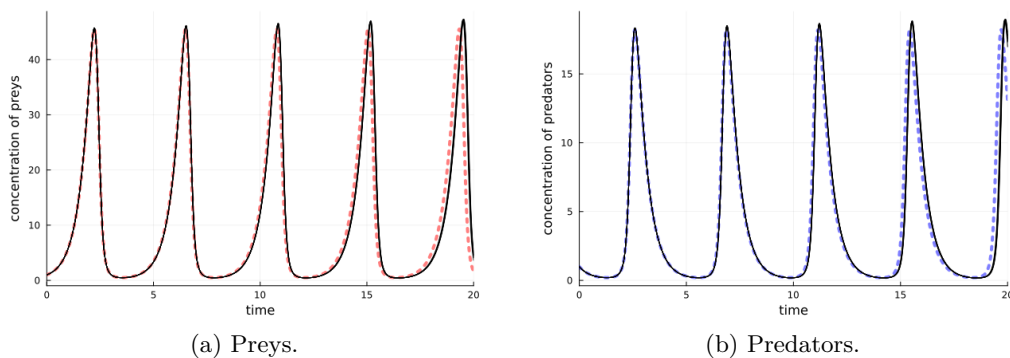 concentration of preys
40
30
20
10
0
0 5 10 15 20
time
(a) Preys.
concentration of predators
15
10
5
0
0 5 10 15 20
time
(b) Predators.